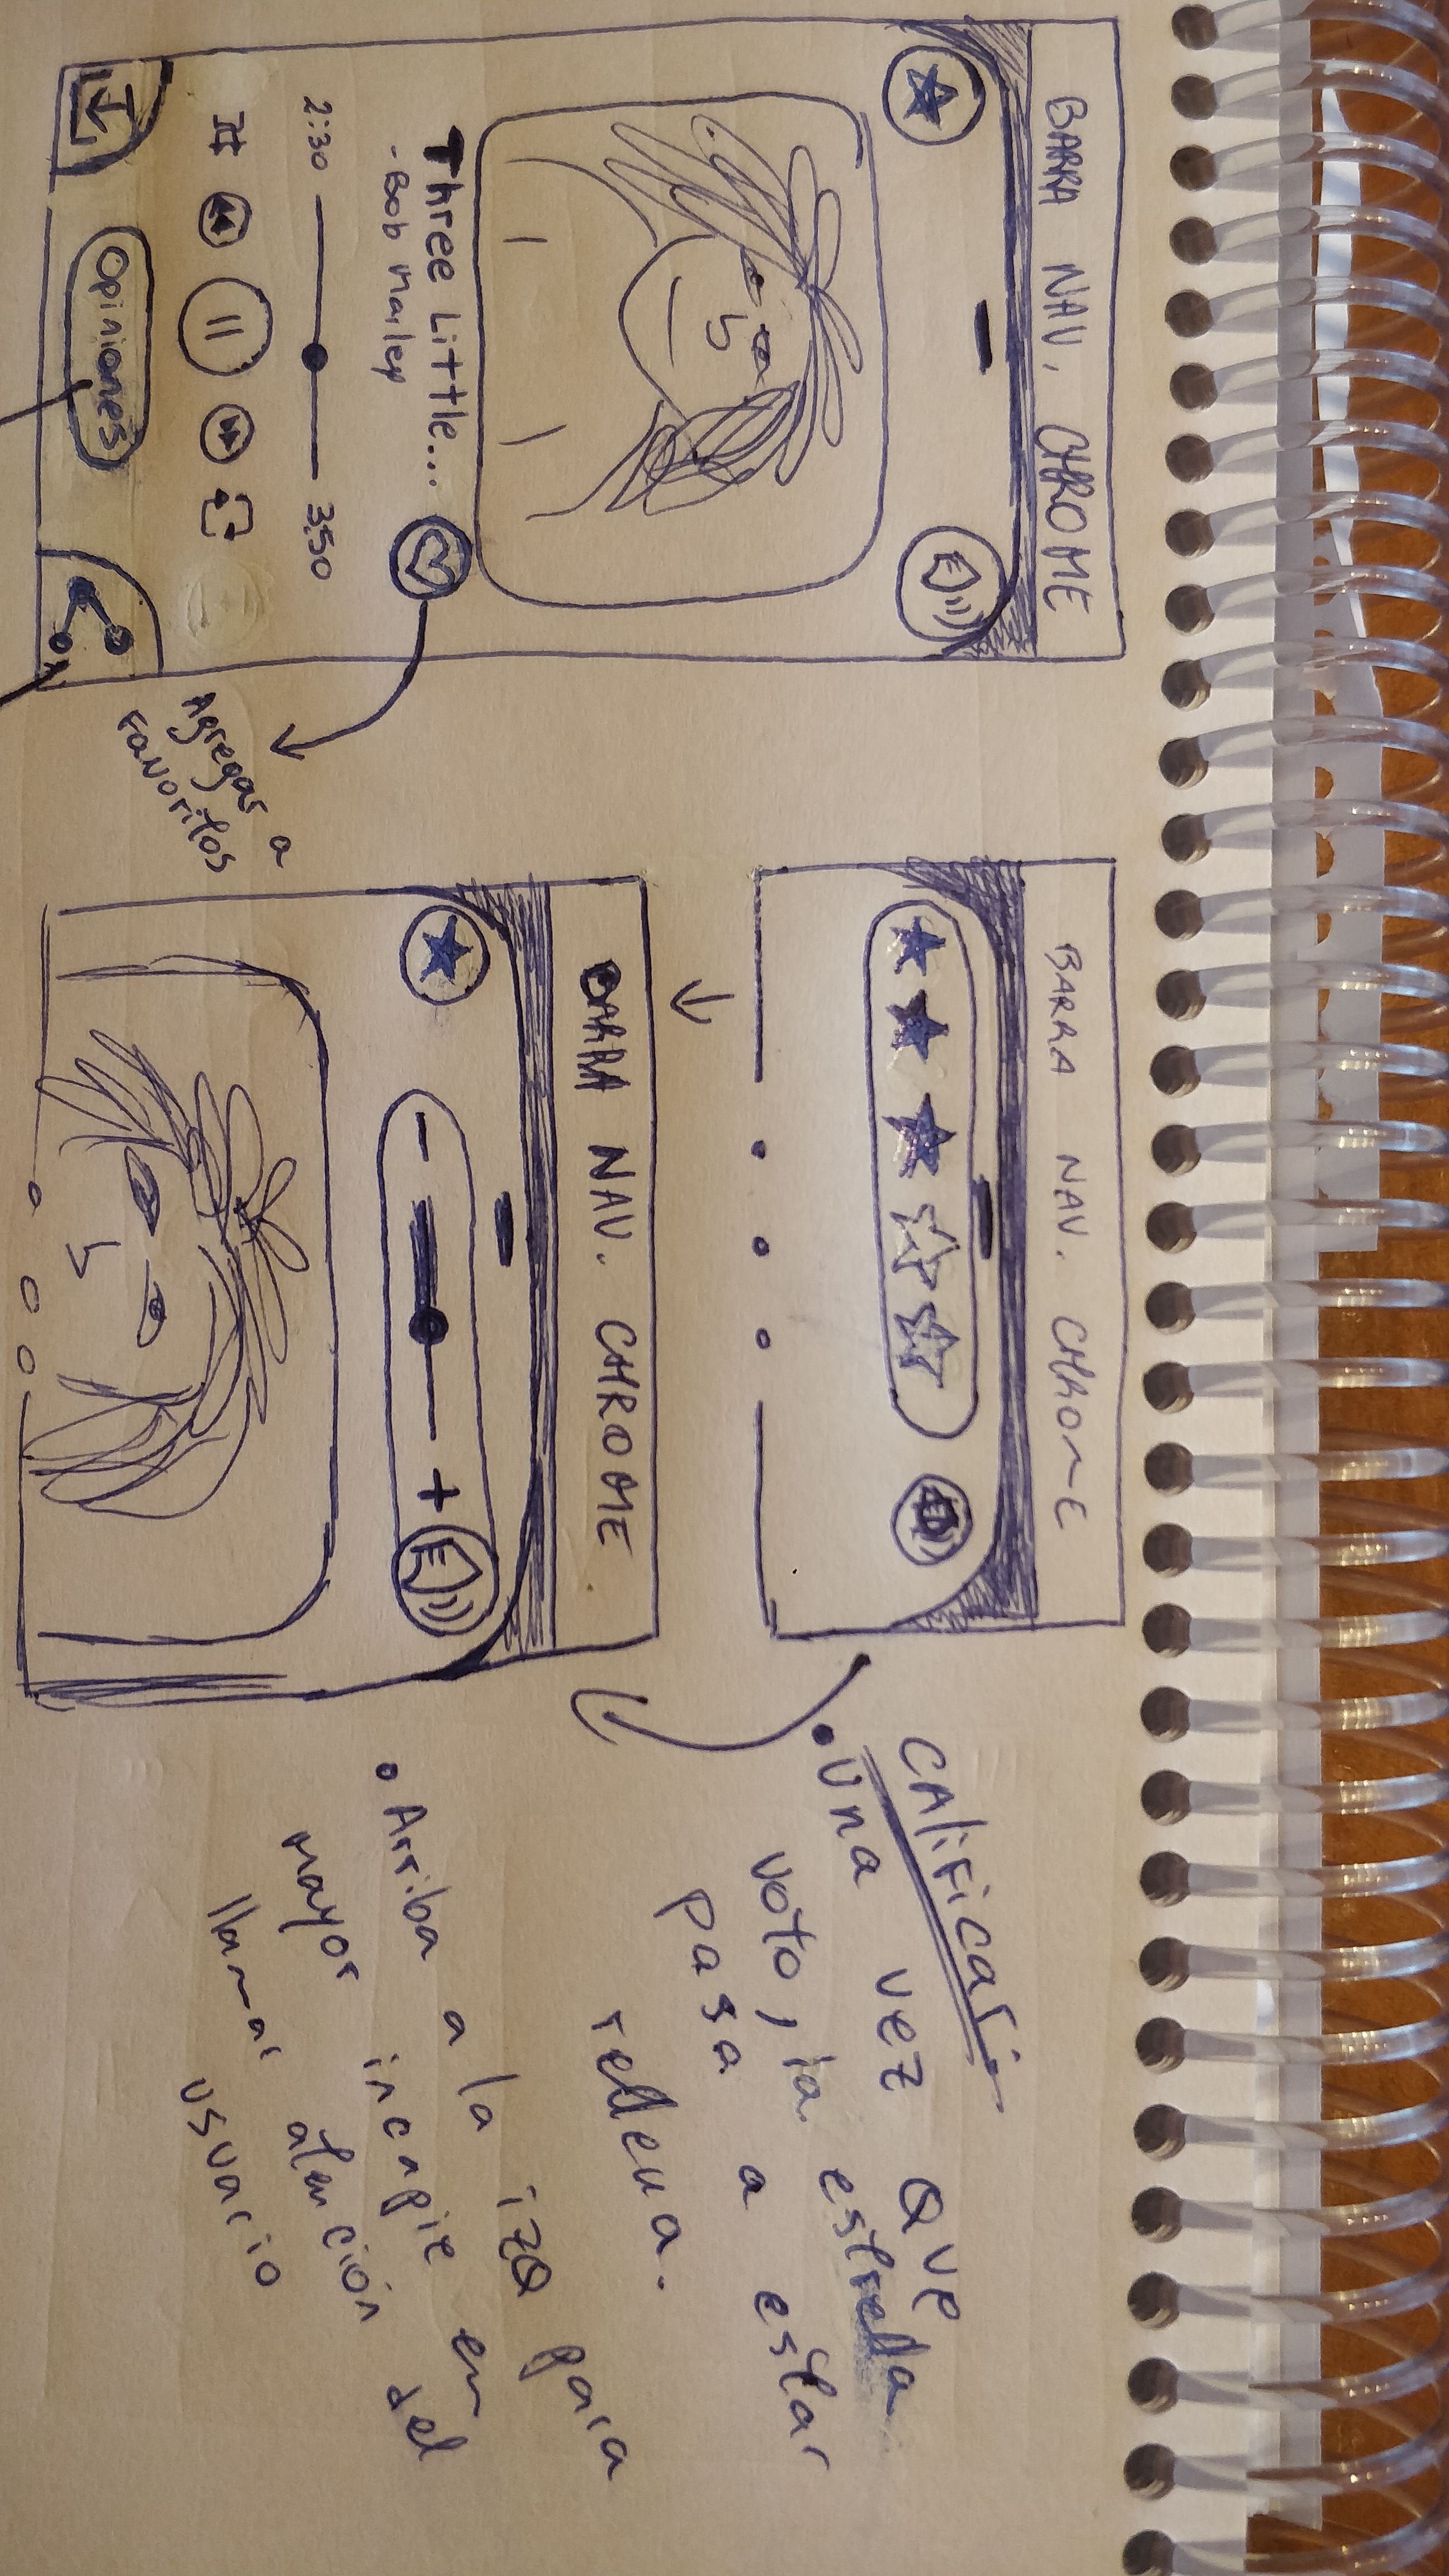 BARRA NAV. CHROME
Three Little...
-Bob Marley
2:30 3:50
Opiniones
Agregar a
Favoritos
BARRA NAV. CHROME
BARRA NAV. CHROME
- +
CAlificar:
• Una vez que
voto, la estrella
pasa a estar
rellena.
• Arriba a la izq para
mayor incapie en
llamar atención del
usuario